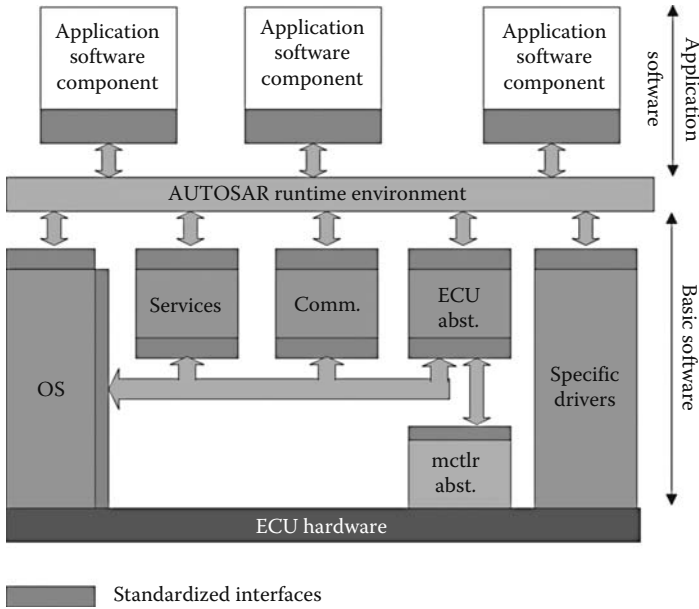 Application
software
component
Application
software
component
Application
software
component
Application
software
AUTOSAR runtime environment
OS
Services
Comm.
ECU
abst.
Specific
drivers
Basic software
mctlr
abst.
ECU hardware
Standardized interfaces